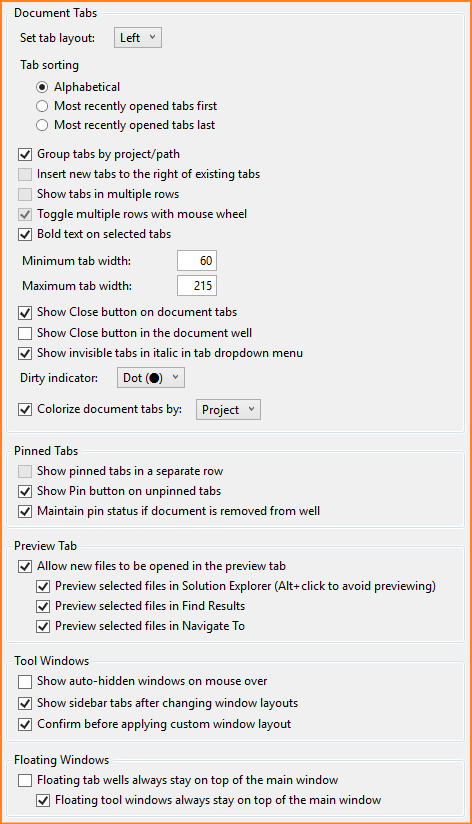 Document Tabs
Set tab layout: Left
Tab sorting
Alphabetical
Most recently opened tabs first
Most recently opened tabs last
Group tabs by project/path
Insert new tabs to the right of existing tabs
Show tabs in multiple rows
Toggle multiple rows with mouse wheel
Bold text on selected tabs
Minimum tab width: 60
Maximum tab width: 215
Show Close button on document tabs
Show Close button in the document well
Show invisible tabs in italic in tab dropdown menu
Dirty indicator: Dot (●)
Colorize document tabs by: Project
Pinned Tabs
Show pinned tabs in a separate row
Show Pin button on unpinned tabs
Maintain pin status if document is removed from well
Preview Tab
Allow new files to be opened in the preview tab
Preview selected files in Solution Explorer (Alt+click to avoid previewing)
Preview selected files in Find Results
Preview selected files in Navigate To
Tool Windows
Show auto-hidden windows on mouse over
Show sidebar tabs after changing window layouts
Confirm before applying custom window layout
Floating Windows
Floating tab wells always stay on top of the main window
Floating tool windows always stay on top of the main window